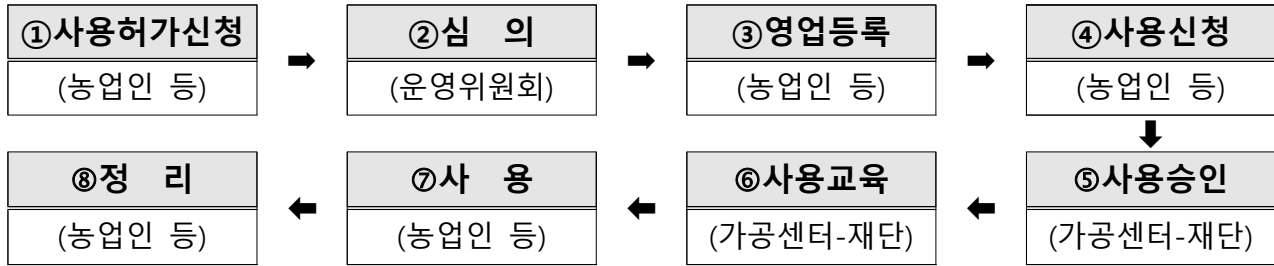 ①사용허가신청
(농업인 등)
②심 의
(운영위원회)
③영업등록
(농업인 등)
④사용신청
(농업인 등)
⑤사용승인
(가공센터-재단)
⑥사용교육
(가공센터-재단)
⑦사 용
(농업인 등)
⑧정 리
(농업인 등)